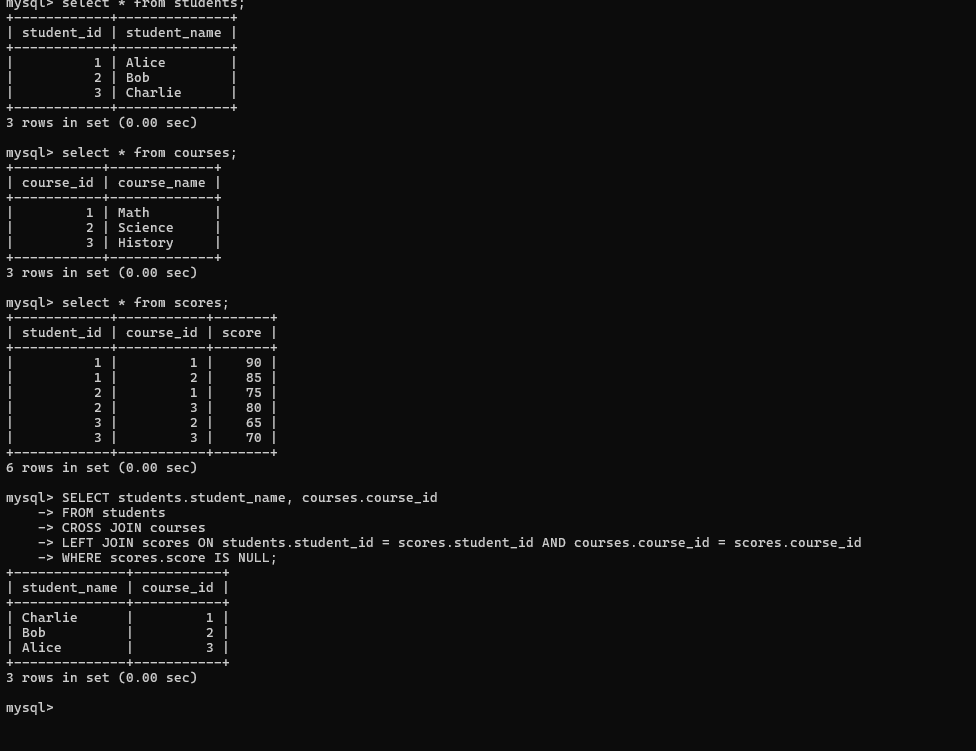 mysql> select * from students;
+------------+--------------+
| student_id | student_name |
+------------+--------------+
|          1 | Alice        |
|          2 | Bob          |
|          3 | Charlie      |
+------------+--------------+
3 rows in set (0.00 sec)

mysql> select * from courses;
+-----------+-------------+
| course_id | course_name |
+-----------+-------------+
|         1 | Math        |
|         2 | Science     |
|         3 | History     |
+-----------+-------------+
3 rows in set (0.00 sec)

mysql> select * from scores;
+------------+-----------+-------+
| student_id | course_id | score |
+------------+-----------+-------+
|          1 |         1 |    90 |
|          1 |         2 |    85 |
|          2 |         1 |    75 |
|          2 |         3 |    80 |
|          3 |         2 |    65 |
|          3 |         3 |    70 |
+------------+-----------+-------+
6 rows in set (0.00 sec)

mysql> SELECT students.student_name, courses.course_id
    -> FROM students
    -> CROSS JOIN courses
    -> LEFT JOIN scores ON students.student_id = scores.student_id AND courses.course_id = scores.course_id
    -> WHERE scores.score IS NULL;
+--------------+-----------+
| student_name | course_id |
+--------------+-----------+
| Charlie      |         1 |
| Bob          |         2 |
| Alice        |         3 |
+--------------+-----------+
3 rows in set (0.00 sec)

mysql>